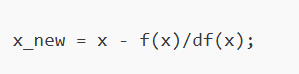 x_new = x - f(x)/df(x);